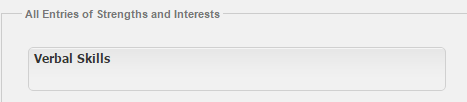 All Entries of Strengths and Interests
Verbal Skills